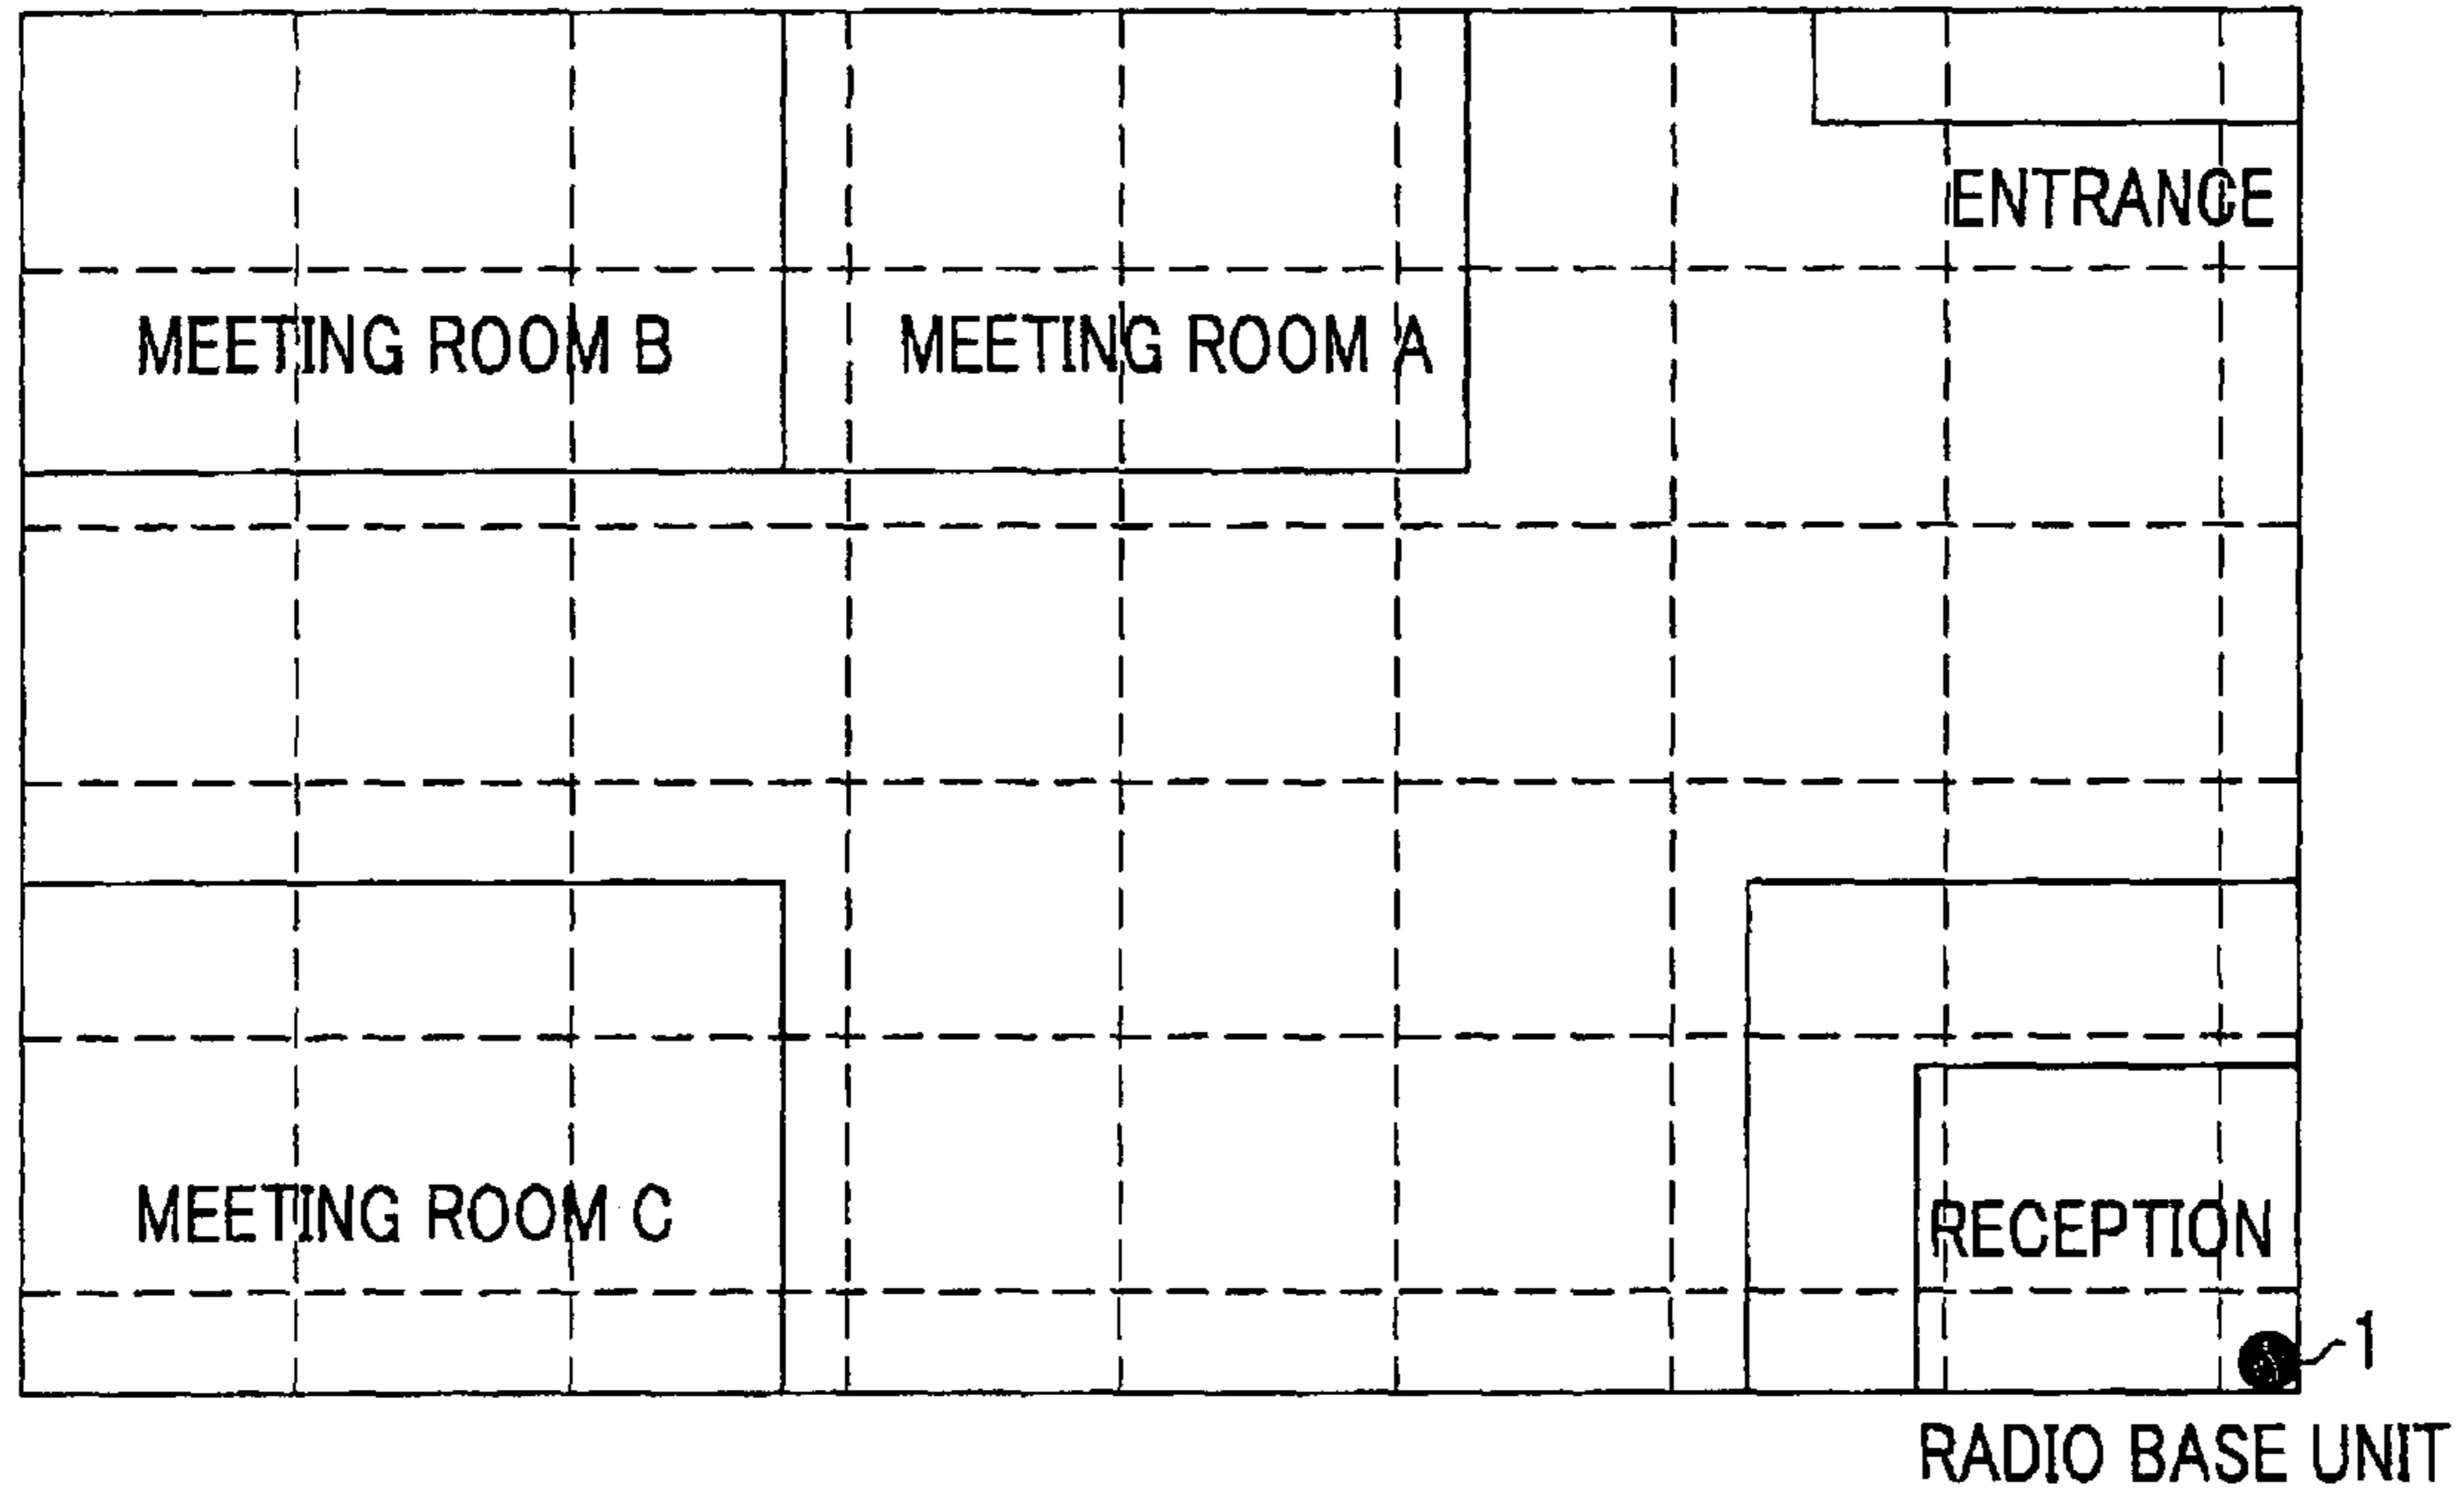 ENTRANCE
MEETING ROOM B
MEETING ROOM A
MEETING ROOM C
RECEPTION
1
RADIO BASE UNIT